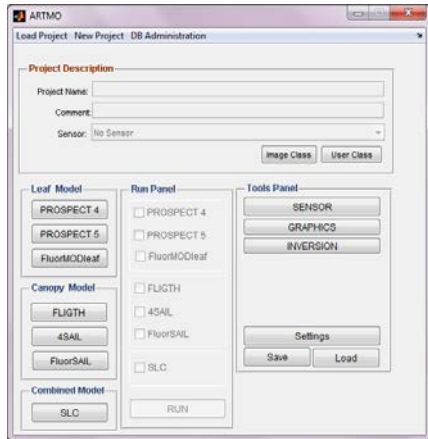 ARTMO
Load Project New Project DB Administration
Project Description
Project Name:
Comment:
Sensor: No Sensor
Image Class User Class
Leaf Model
PROSPECT 4
PROSPECT 5
FluorMODleaf
Canopy Model
FLIGTH
4SAIL
FluorSAIL
Combined Model
SLC
Run Panel
PROSPECT 4
PROSPECT 5
FluorMODleaf
FLIGTH
4SAIL
FluorSAIL
SLC
RUN
Tools Panel
SENSOR
GRAPHICS
INVERSION
Settings
Save Load